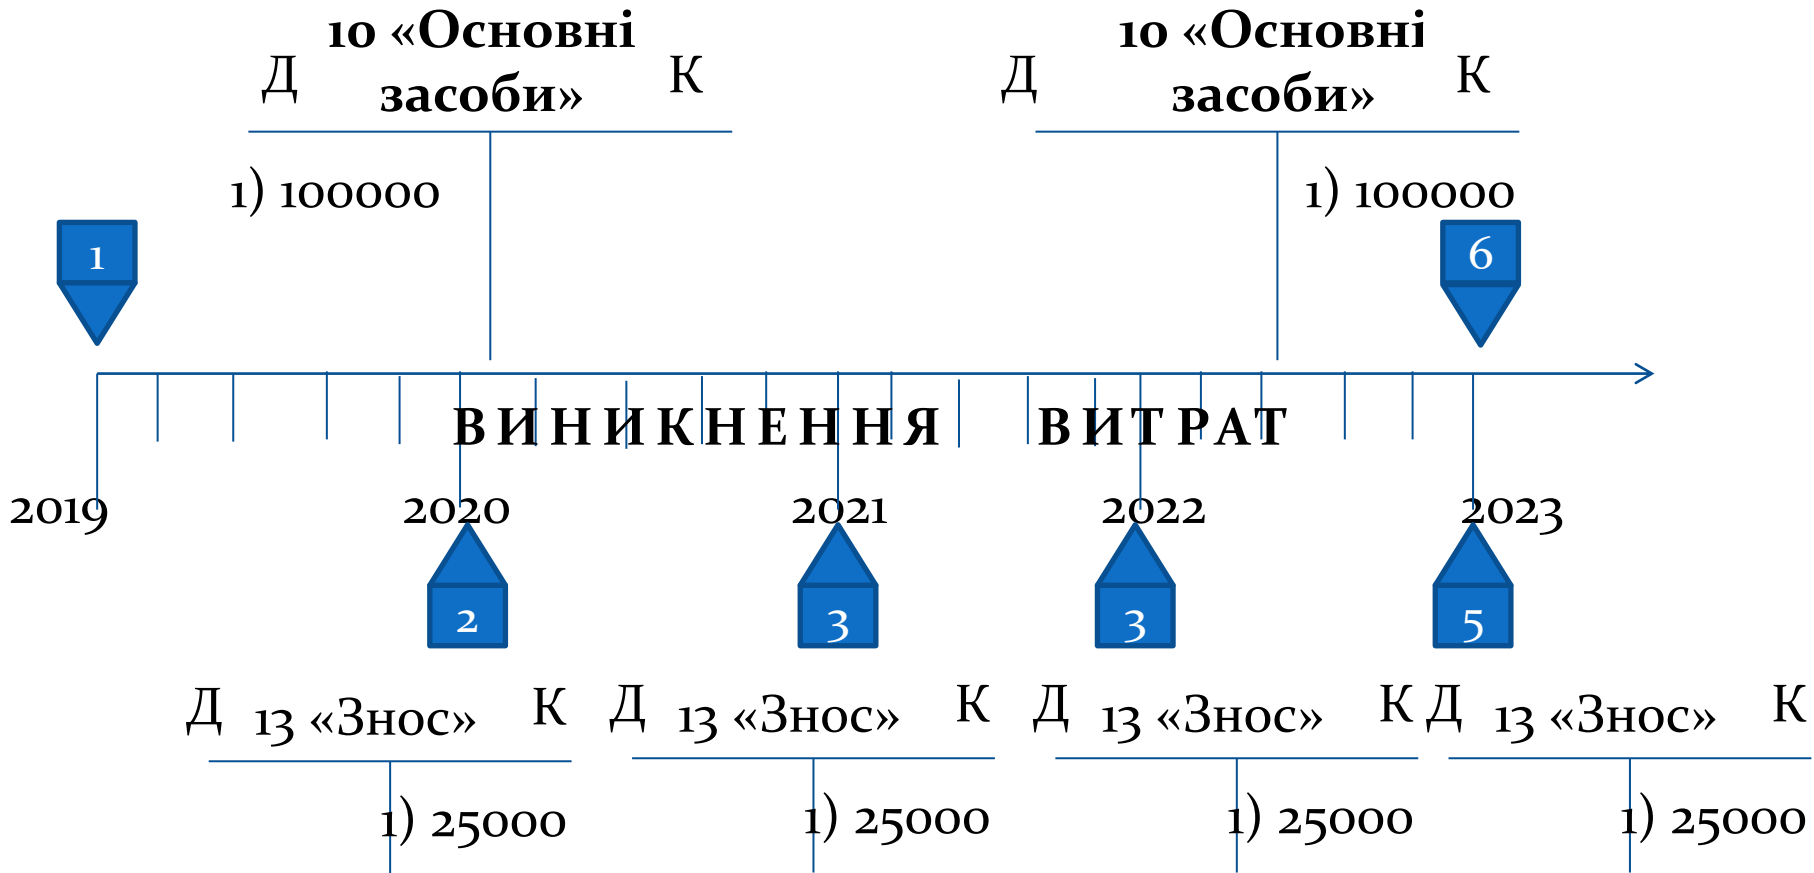 10 «Основні
засоби»
Д
К
1) 100000
10 «Основні
засоби»
Д
К
1) 100000
1
6
ВИНИКНЕННЯ ВИТРАТ
2019
2020
2021
2022
2023
2
3
3
5
Д 13 «Знос» К
1) 25000
Д 13 «Знос» К
1) 25000
Д 13 «Знос» К
1) 25000
Д 13 «Знос» К
1) 25000